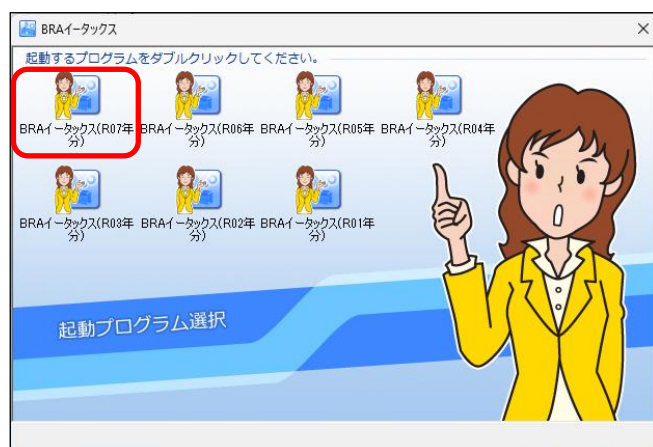 BRAイータックス
起動するプログラムをダブルクリックしてください。
BRAイータックス(R07年分)
BRAイータックス(R06年分)
BRAイータックス(R05年分)
BRAイータックス(R04年分)
BRAイータックス(R03年分)
BRAイータックス(R02年分)
BRAイータックス(R01年分)
起動プログラム選択